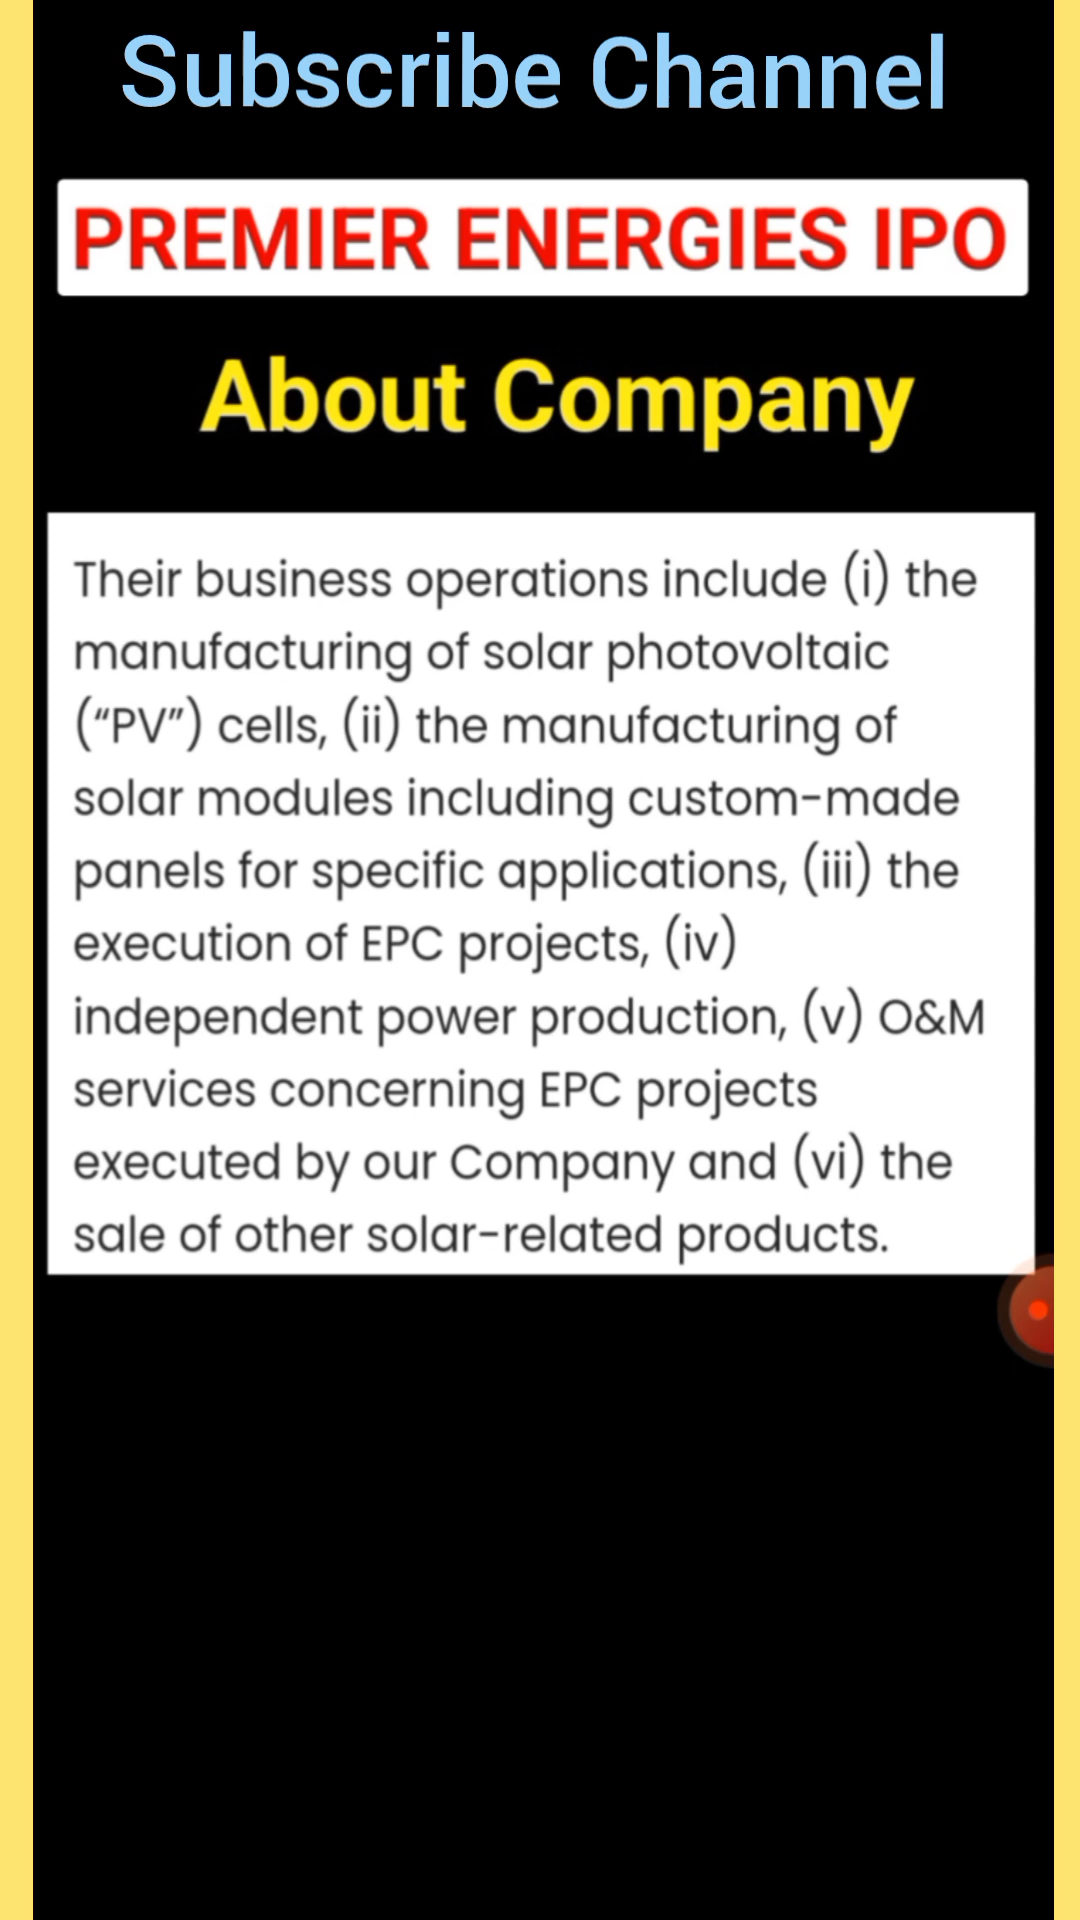 Subscribe Channel
PREMIER ENERGIES IPO
About Company
Their business operations include (i) the
manufacturing of solar photovoltaic
(“PV”) cells, (ii) the manufacturing of
solar modules including custom-made
panels for specific applications, (iii) the
execution of EPC projects, (iv)
independent power production, (v) O&M
services concerning EPC projects
executed by our Company and (vi) the
sale of other solar-related products.